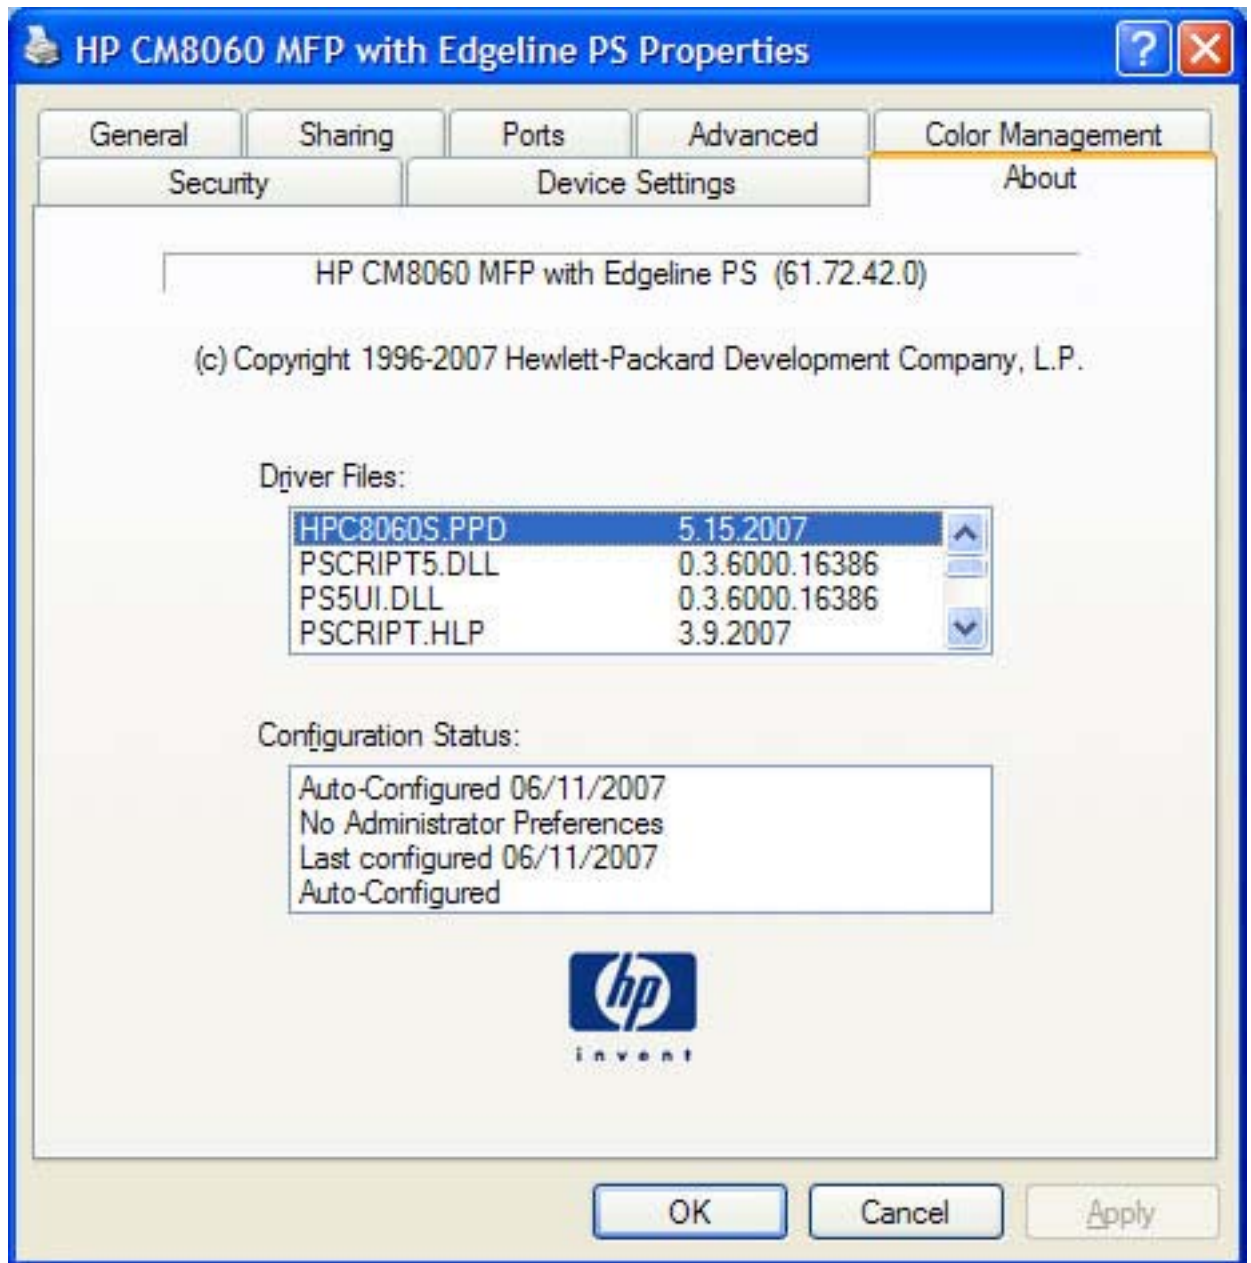 HP CM8060 MFP with Edgeline PS Properties
?
General Sharing Ports Advanced Color Management
Security Device Settings About
HP CM8060 MFP with Edgeline PS (61.72.42.0)
(c) Copyright 1996-2007 Hewlett-Packard Development Company, L.P.
Driver Files:
HPC8060S.PPD 5.15.2007
PSCRIPT5.DLL 0.3.6000.16386
PS5UI.DLL 0.3.6000.16386
PSCRIPT.HLP 3.9.2007
Configuration Status:
Auto-Configured 06/11/2007
No Administrator Preferences
Last configured 06/11/2007
Auto-Configured
hp
invent
OK Cancel Apply